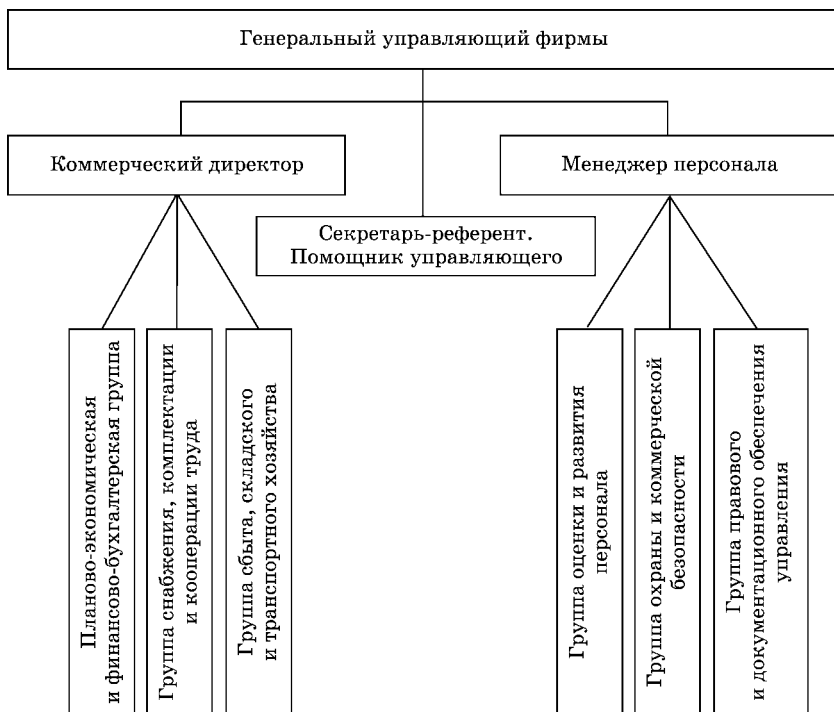 Генеральный управляющий фирмы
Коммерческий директор
Менеджер персонала
Секретарь-референт.
Помощник управляющего
Планово-экономическая
и финансово-бухгалтерская группа
Группа снабжения, комплектации
и кооперации труда
Группа сбыта, складского
и транспортного хозяйства
Группа оценки и развития
персонала
Группа охраны и коммерческой
безопасности
Группа правового
и документационного обеспечения
управления